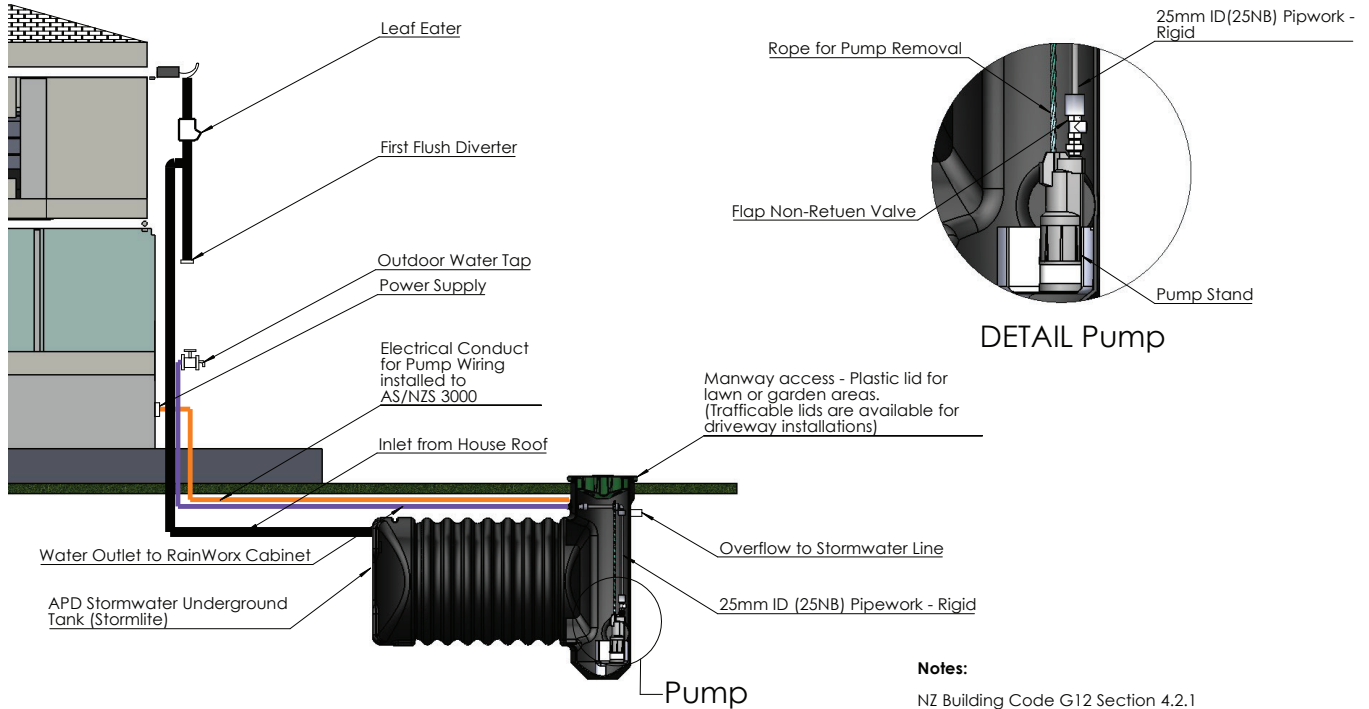 Leaf Eater
First Flush Diverter
Outdoor Water Tap
Power Supply
Electrical Conduct
for Pump Wiring
installed to
AS/NZS 3000
Inlet from House Roof
Water Outlet to RainWorx Cabinet
APD Stormwater Underground
Tank (Stormlite)
25mm ID(25NB) Pipwork -
Rigid
Rope for Pump Removal
Flap Non-Retuen Valve
Pump Stand
DETAIL Pump
Manway access - Plastic lid for
lawn or garden areas.
(Trafficable lids are available for
driveway installations)
Overflow to Stormwater Line
25mm ID (25NB) Pipework - Rigid
Pump
Notes:
NZ Building Code G12 Section 4.2.1